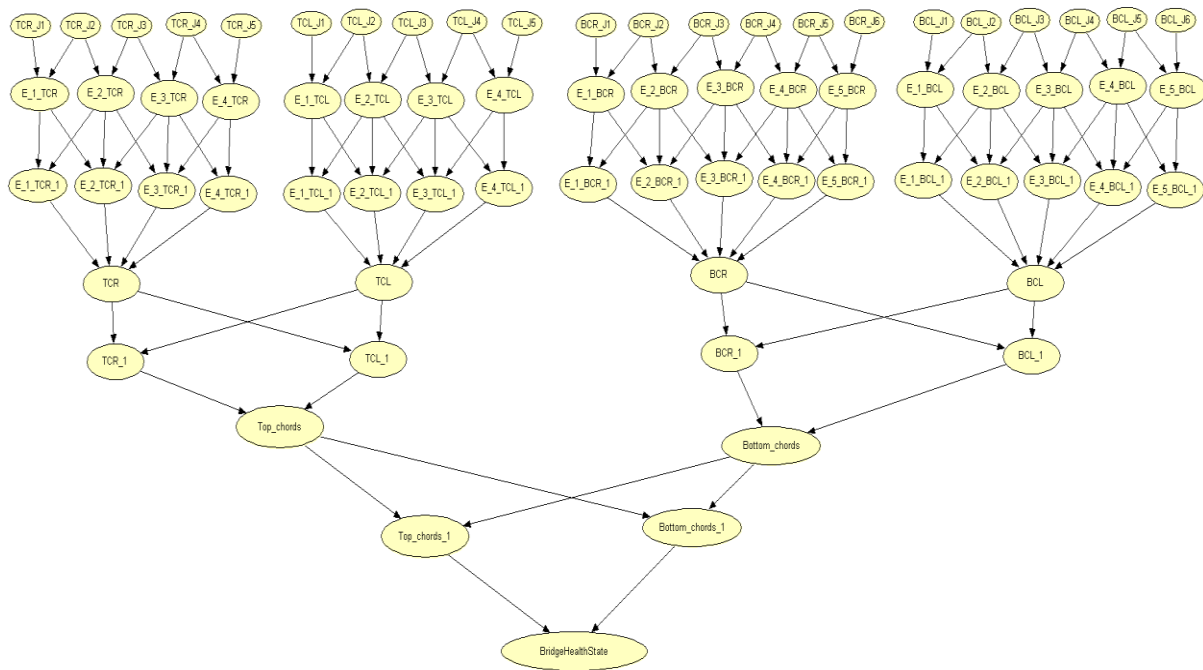 TCR_J1 TCR_J2 TCR_J3 TCR_J4 TCR_J5 TCL_J1 TCL_J2 TCL_J3 TCL_J4 TCL_J5 BCR_J1 BCR_J2 BCR_J3 BCR_J4 BCR_J5 BCR_J6 BCL_J1 BCL_J2 BCL_J3 BCL_J4 BCL_J5 BCL_J6
E_1_TCR E_2_TCR E_3_TCR E_4_TCR E_1_TCL E_2_TCL E_3_TCL E_4_TCL E_1_BCR E_2_BCR E_3_BCR E_4_BCR E_5_BCR E_1_BCL E_2_BCL E_3_BCL E_4_BCL E_5_BCL
E_1_TCR_1 E_2_TCR_1 E_3_TCR_1 E_4_TCR_1 E_1_TCL_1 E_2_TCL_1 E_3_TCL_1 E_4_TCL_1 E_1_BCR_1 E_2_BCR_1 E_3_BCR_1 E_4_BCR_1 E_5_BCR_1 E_1_BCL_1 E_2_BCL_1 E_3_BCL_1 E_4_BCL_1 E_5_BCL_1
TCR TCL BCR BCL
TCR_1 TCL_1 BCR_1 BCL_1
Top_chords Bottom_chords
Top_chords_1 Bottom_chords_1
BridgeHealthState